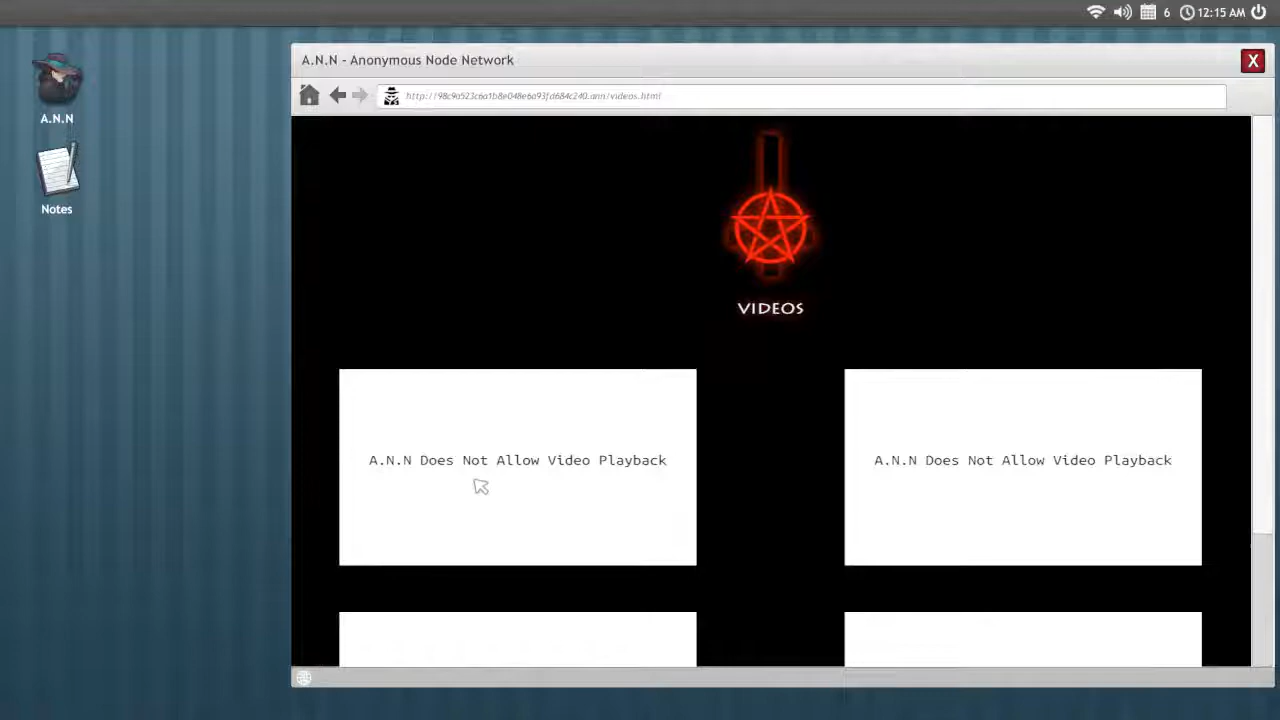 6 12:15 AM
A.N.N - Anonymous Node Network
X
A.N.N
Notes
VIDEOS
A.N.N Does Not Allow Video Playback
A.N.N Does Not Allow Video Playback